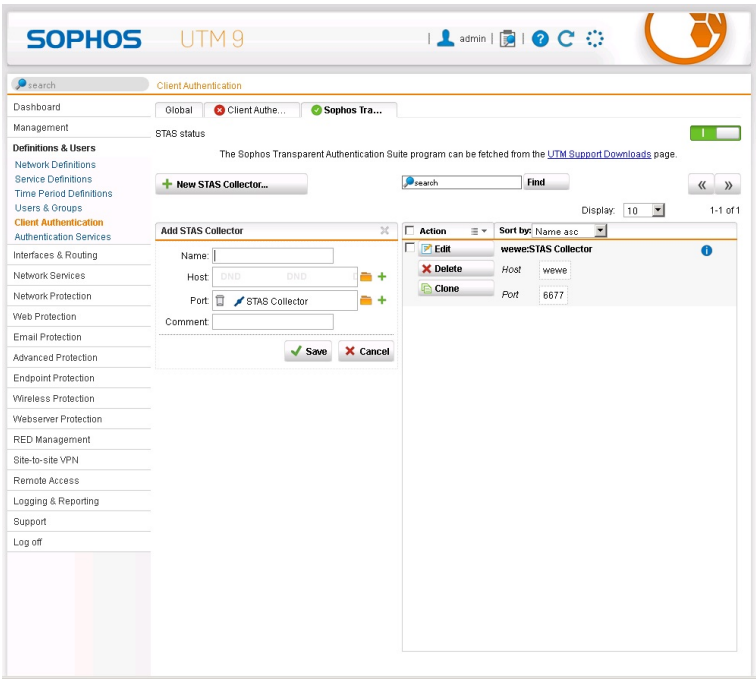 SOPHOS UTM 9
| admin | | ?
search
Client Authentication
Dashboard
Management
Definitions & Users
Network Definitions
Service Definitions
Time Period Definitions
Users & Groups
Client Authentication
Authentication Services
Interfaces & Routing
Network Services
Network Protection
Web Protection
Email Protection
Advanced Protection
Endpoint Protection
Wireless Protection
Webserver Protection
RED Management
Site-to-site VPN
Remote Access
Logging & Reporting
Support
Log off
Global
Client Authe...
Sophos Tra...
STAS status
The Sophos Transparent Authentication Suite program can be fetched from the UTM Support Downloads page.
+ New STAS Collector...
search Find « »
Display: 10 1-1 of 1
Add STAS Collector
Name:
Host: DND DND
Port: STAS Collector
Comment:
Save Cancel
Action Sort by: Name asc
Edit wewe:STAS Collector
Delete Host wewe
Clone Port 6677